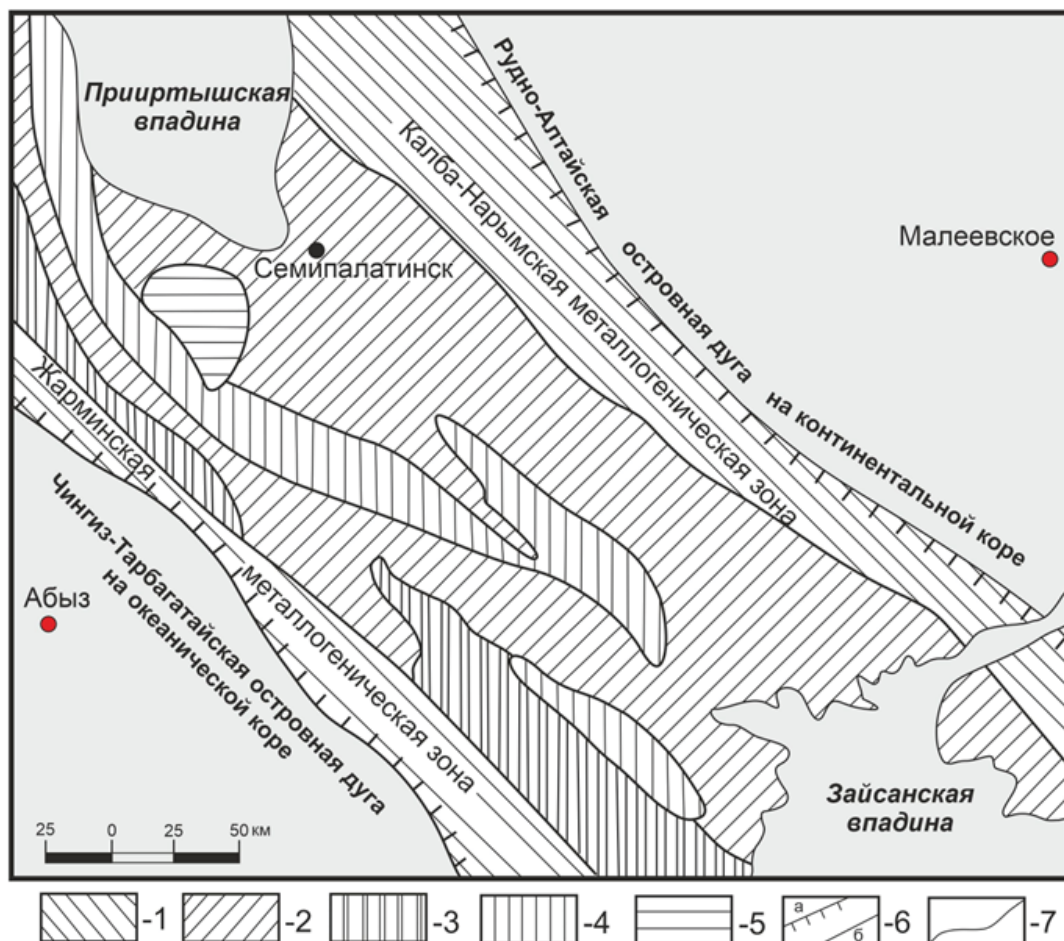 Прииртышская
впадина
Рудно-Алтайская
островная дуга
на континентальной коре
Калба-Нарымская металлогеническая зона
Малеевское
Семипалатинск
Жарминская
металлогеническая зона
Чингиз-Тарбагатайская островная дуга
на океанической коре
Абыз
Зайсанская
впадина
25 0 25 50 км
-1 -2 -3 -4 -5 а б -6 -7